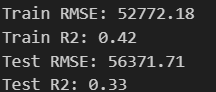 Train RMSE: 52772.18
Train R2: 0.42
Test RMSE: 56371.71
Test R2: 0.33